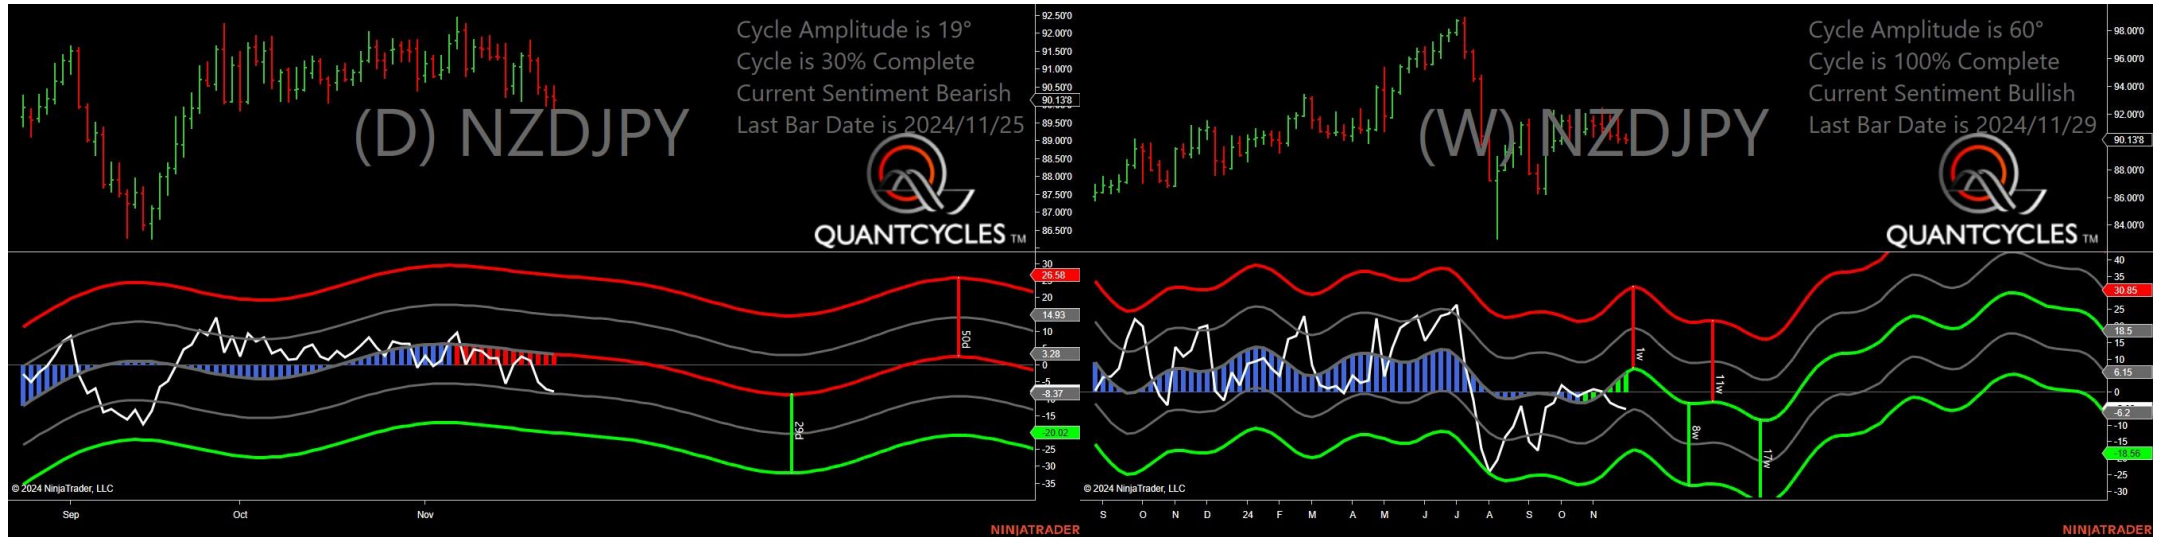 Cycle Amplitude is 19°
Cycle is 30% Complete
Current Sentiment Bearish
Last Bar Date is 2024/11/25
(D) NZDJPY
QUANTCYCLES TM
92.50'0
92.00'0
91.50'0
91.00'0
90.50'0
90.13'8
89.50'0
89.00'0
88.50'0
88.00'0
87.50'0
87.00'0
86.50'0
30
26.58
20
14.93
10
3.28
0
-5
-8.37
-15
-20.02
-25
-30
-35
50d
29d
© 2024 NinjaTrader, LLC
Sep Oct Nov
NINJATRADER
Cycle Amplitude is 60°
Cycle is 100% Complete
Current Sentiment Bullish
Last Bar Date is 2024/11/29
(W) NZDJPY
QUANTCYCLES TM
98.00'0
96.00'0
94.00'0
92.00'0
90.13'8
88.00'0
86.00'0
84.00'0
40
35
30.85
25
18.5
15
10
6.15
0
-6.2
-10
-15
-18.56
-25
-30
1w
11w
8w
17w
© 2024 NinjaTrader, LLC
S O N D 24 F M A M J J A S O N
NINJATRADER